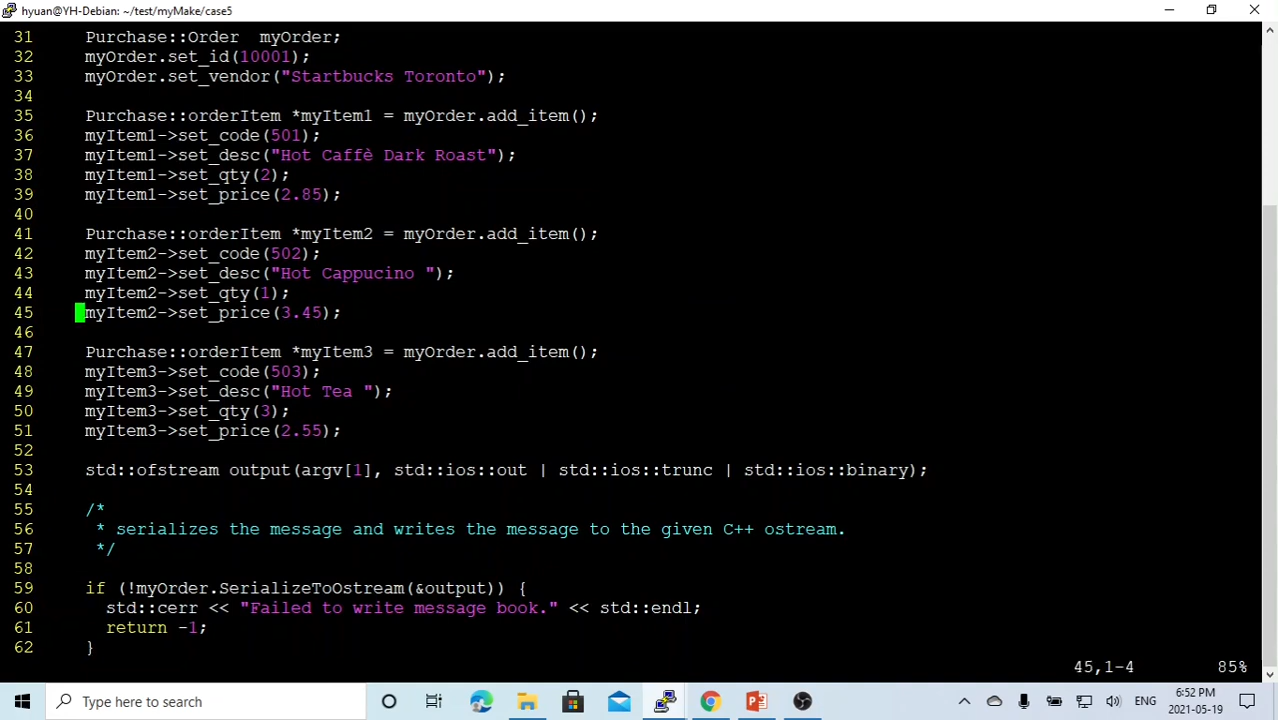 hyuan@YH-Debian: ~/test/myMake/case5
31 Purchase::Order  myOrder;
32 myOrder.set_id(10001);
33 myOrder.set_vendor("Startbucks Toronto");
34
35 Purchase::orderItem *myItem1 = myOrder.add_item();
36 myItem1->set_code(501);
37 myItem1->set_desc("Hot Caffè Dark Roast");
38 myItem1->set_qty(2);
39 myItem1->set_price(2.85);
40
41 Purchase::orderItem *myItem2 = myOrder.add_item();
42 myItem2->set_code(502);
43 myItem2->set_desc("Hot Cappucino ");
44 myItem2->set_qty(1);
45 myItem2->set_price(3.45);
46
47 Purchase::orderItem *myItem3 = myOrder.add_item();
48 myItem3->set_code(503);
49 myItem3->set_desc("Hot Tea ");
50 myItem3->set_qty(3);
51 myItem3->set_price(2.55);
52
53 std::ofstream output(argv[1], std::ios::out | std::ios::trunc | std::ios::binary);
54
55 /*
56 * serializes the message and writes the message to the given C++ ostream.
57 */
58
59 if (!myOrder.SerializeToOstream(&output)) {
60 std::cerr << "Failed to write message book." << std::endl;
61 return -1;
62 }
45,1-4 85%
Type here to search
ENG
6:52 PM
2021-05-19